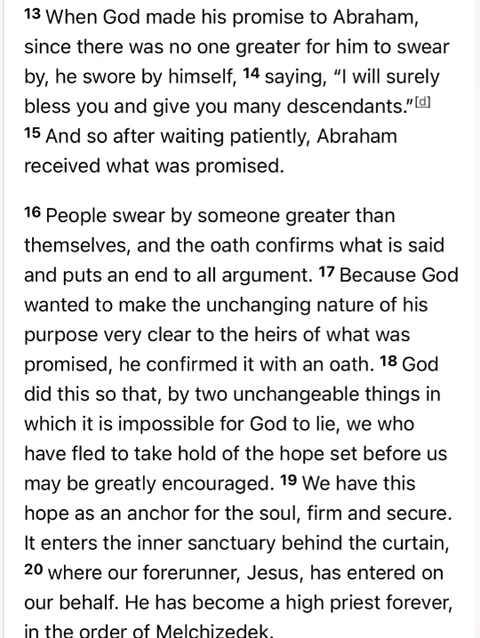 13 When God made his promise to Abraham,
since there was no one greater for him to swear
by, he swore by himself, 14 saying, “I will surely
bless you and give you many descendants.”[d]
15 And so after waiting patiently, Abraham
received what was promised.
16 People swear by someone greater than
themselves, and the oath confirms what is said
and puts an end to all argument. 17 Because God
wanted to make the unchanging nature of his
purpose very clear to the heirs of what was
promised, he confirmed it with an oath. 18 God
did this so that, by two unchangeable things in
which it is impossible for God to lie, we who
have fled to take hold of the hope set before us
may be greatly encouraged. 19 We have this
hope as an anchor for the soul, firm and secure.
It enters the inner sanctuary behind the curtain,
20 where our forerunner, Jesus, has entered on
our behalf. He has become a high priest forever,
in the order of Melchizedek.